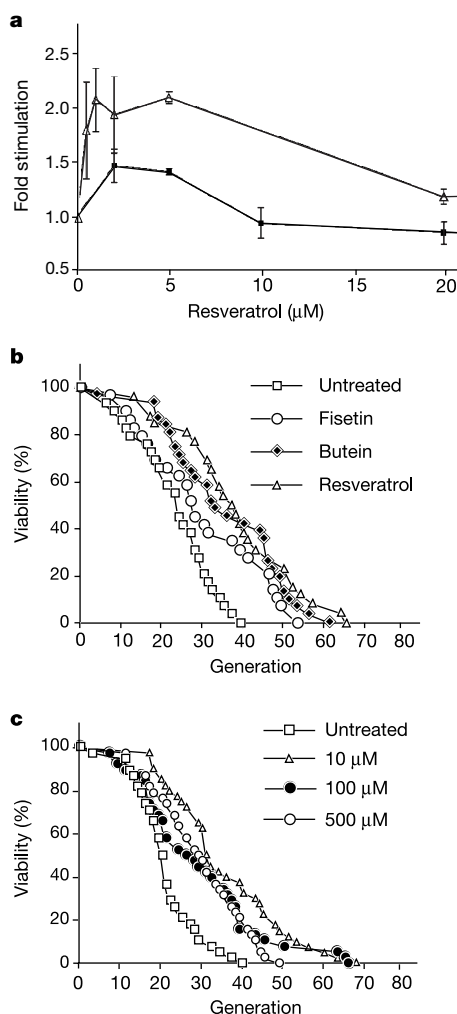 a
Fold stimulation
2.5
2.0
1.5
1.0
0.5
0 5 10 15 20
Resveratrol (μM)
b
Viability (%)
100
80
60
40
20
0
0 10 20 30 40 50 60 70 80
Generation
Untreated
Fisetin
Butein
Resveratrol
c
Viability (%)
100
80
60
40
20
0
0 10 20 30 40 50 60 70 80
Generation
Untreated
10 μM
100 μM
500 μM